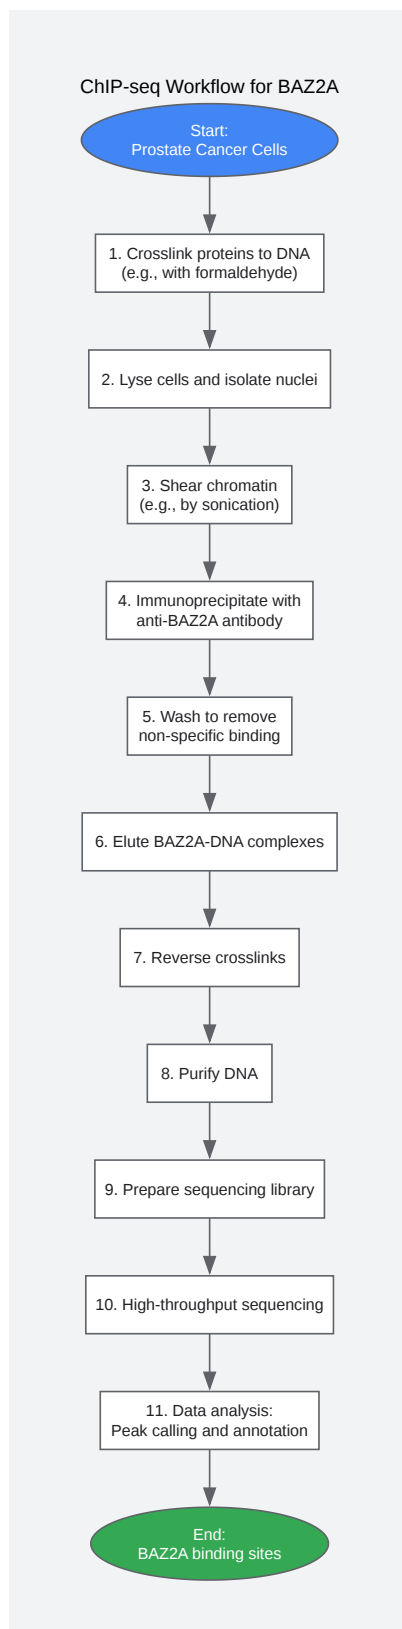 ChIP-seq Workflow for BAZ2A
Start:
Prostate Cancer Cells
1. Crosslink proteins to DNA
(e.g., with formaldehyde)
2. Lyse cells and isolate nuclei
3. Shear chromatin
(e.g., by sonication)
4. Immunoprecipitate with
anti-BAZ2A antibody
5. Wash to remove
non-specific binding
6. Elute BAZ2A-DNA complexes
7. Reverse crosslinks
8. Purify DNA
9. Prepare sequencing library
10. High-throughput sequencing
11. Data analysis:
Peak calling and annotation
End:
BAZ2A binding sites